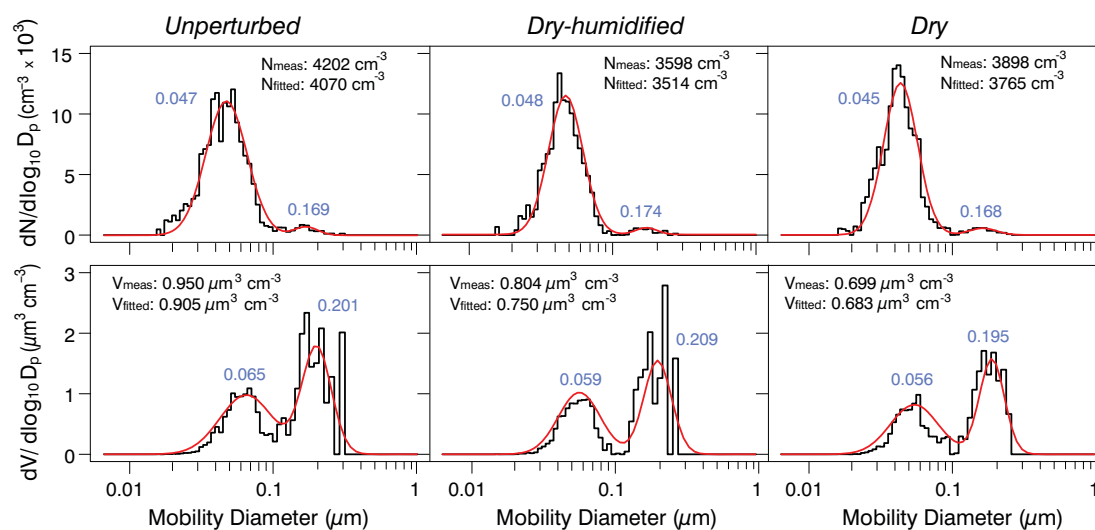 Unperturbed
Dry-humidified
Dry
dN/dlog10 Dp (cm-3 x 103)
15
10
5
0
Nmeas: 4202 cm-3
Nfitted: 4070 cm-3
0.047
0.169
Nmeas: 3598 cm-3
Nfitted: 3514 cm-3
0.048
0.174
Nmeas: 3898 cm-3
Nfitted: 3765 cm-3
0.045
0.168
dV/ dlog10 Dp (μm3 cm-3)
3
2
1
0
Vmeas: 0.950 μm3 cm-3
Vfitted: 0.905 μm3 cm-3
0.201
0.065
Vmeas: 0.804 μm3 cm-3
Vfitted: 0.750 μm3 cm-3
0.209
0.059
Vmeas: 0.699 μm3 cm-3
Vfitted: 0.683 μm3 cm-3
0.195
0.056
0.01 0.1 1
0.01 0.1 1
0.01 0.1 1
Mobility Diameter (μm)
Mobility Diameter (μm)
Mobility Diameter (μm)